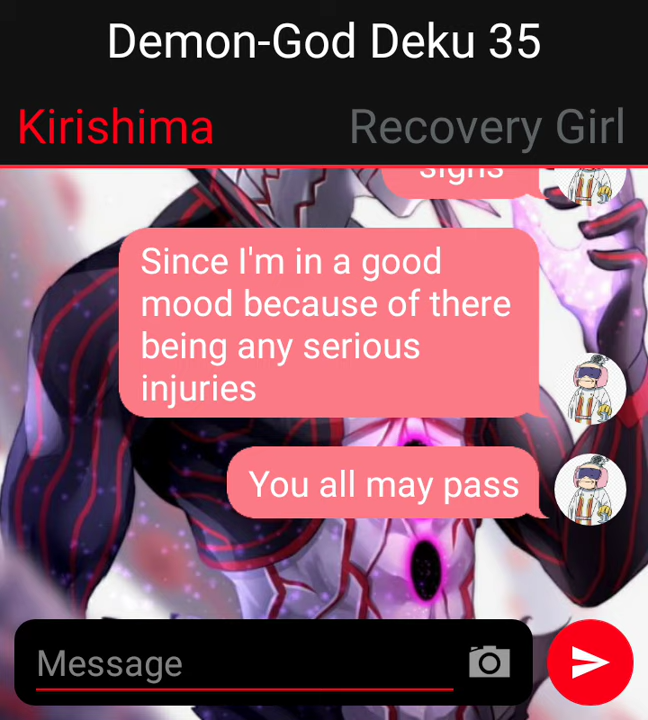 Demon-God Deku 35
Kirishima Recovery Girl
signs
Since I'm in a good
mood because of there
being any serious
injuries
You all may pass
Message